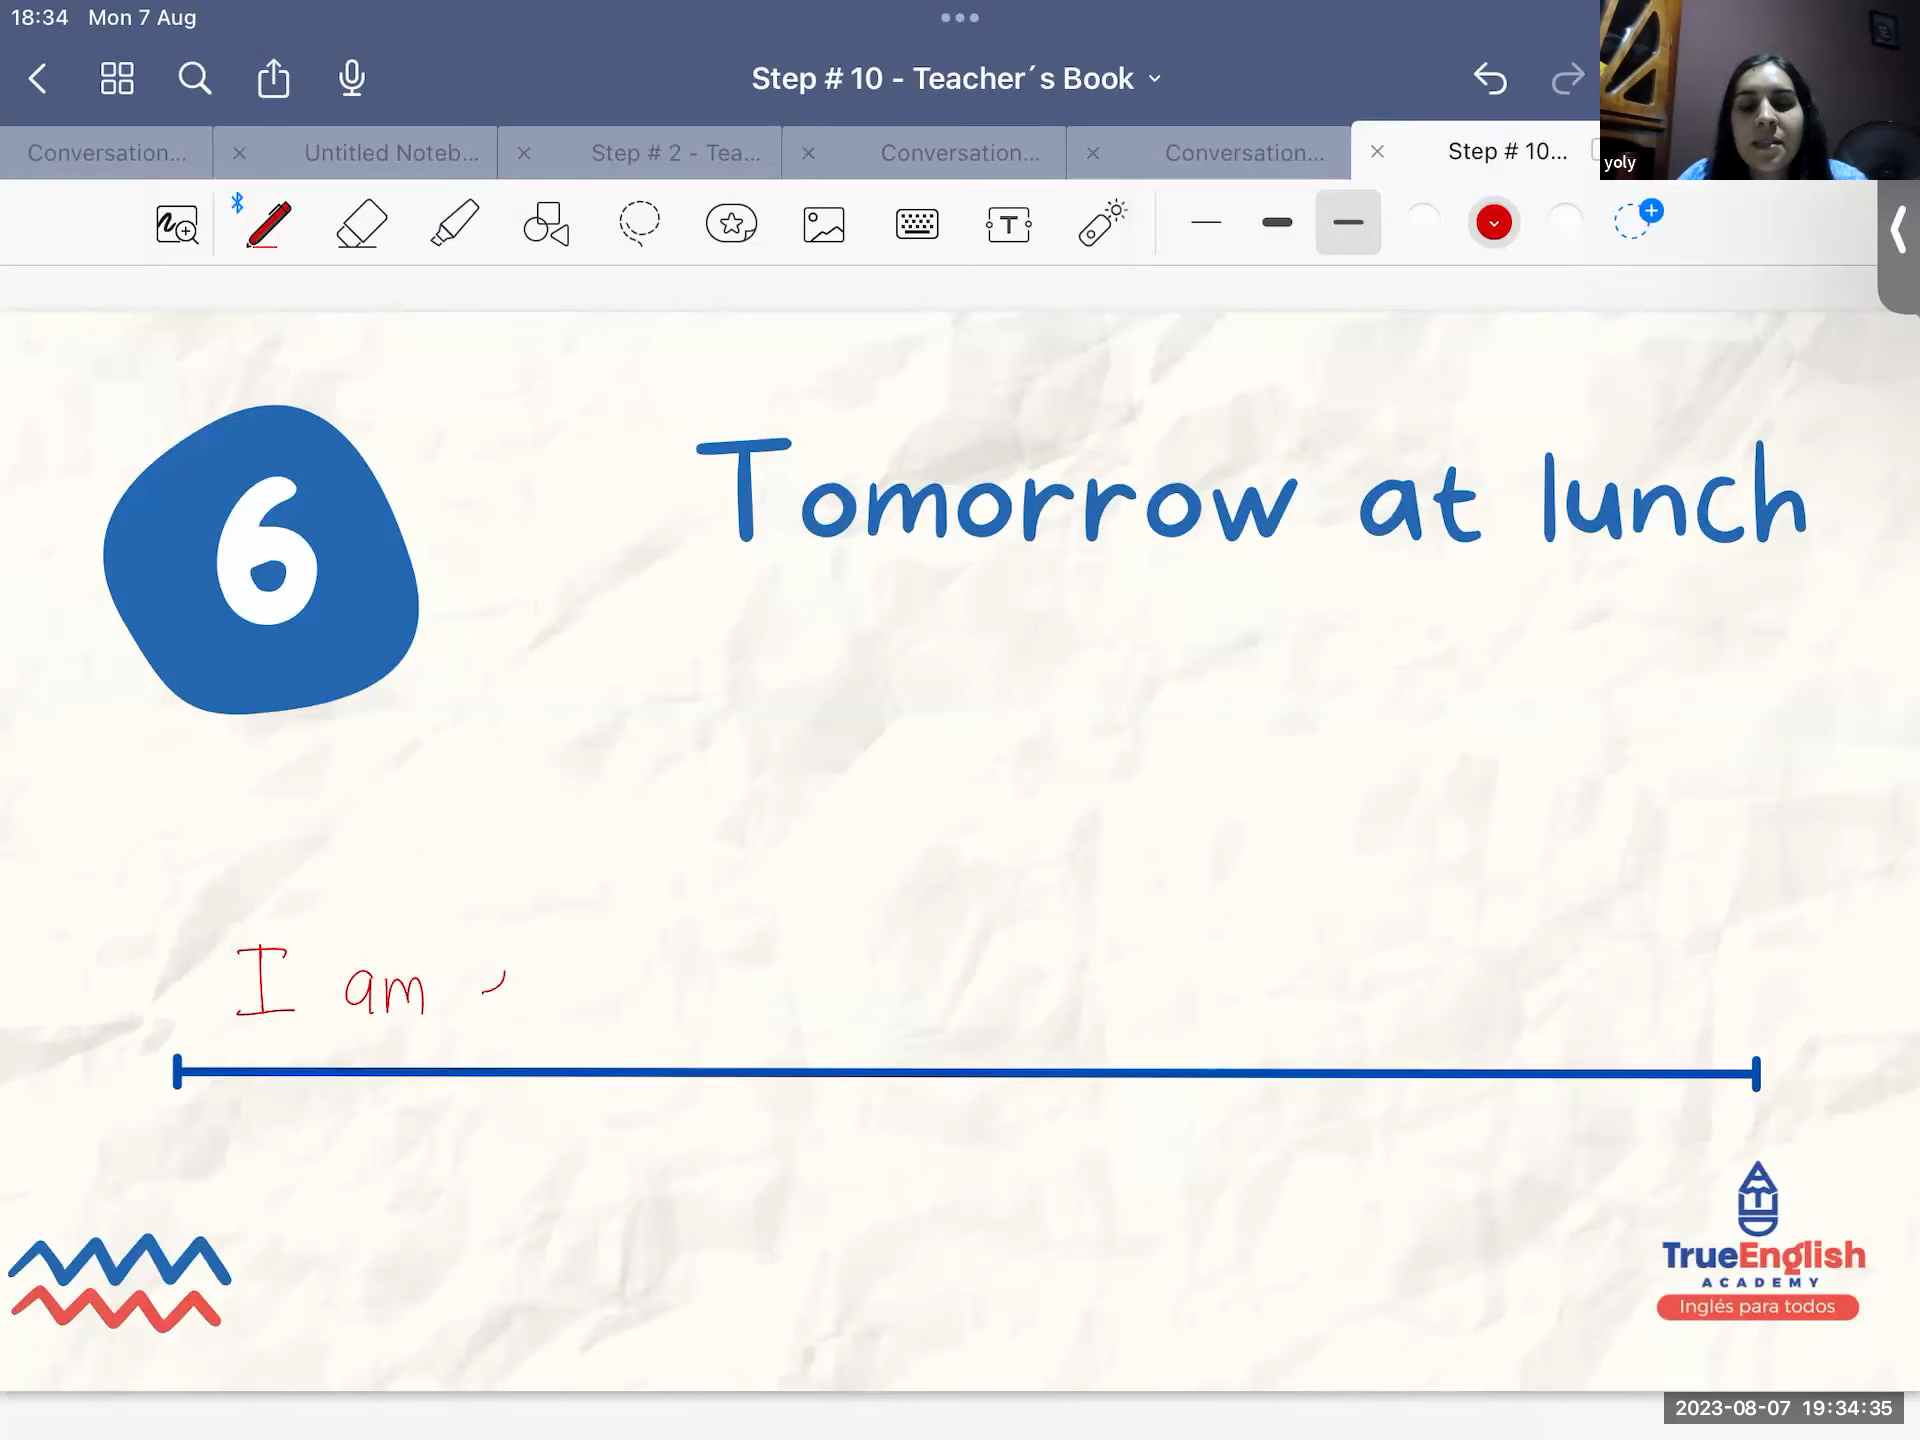 18:34 Mon 7 Aug
Step # 10 - Teacher´s Book
Conversation...
Untitled Noteb...
Step # 2 - Tea...
Conversation...
Conversation...
Step # 10...
yoly
T
6
Tomorrow at lunch
I am
TrueEnglish
ACADEMY
Inglés para todos
2023-08-07 19:34:35